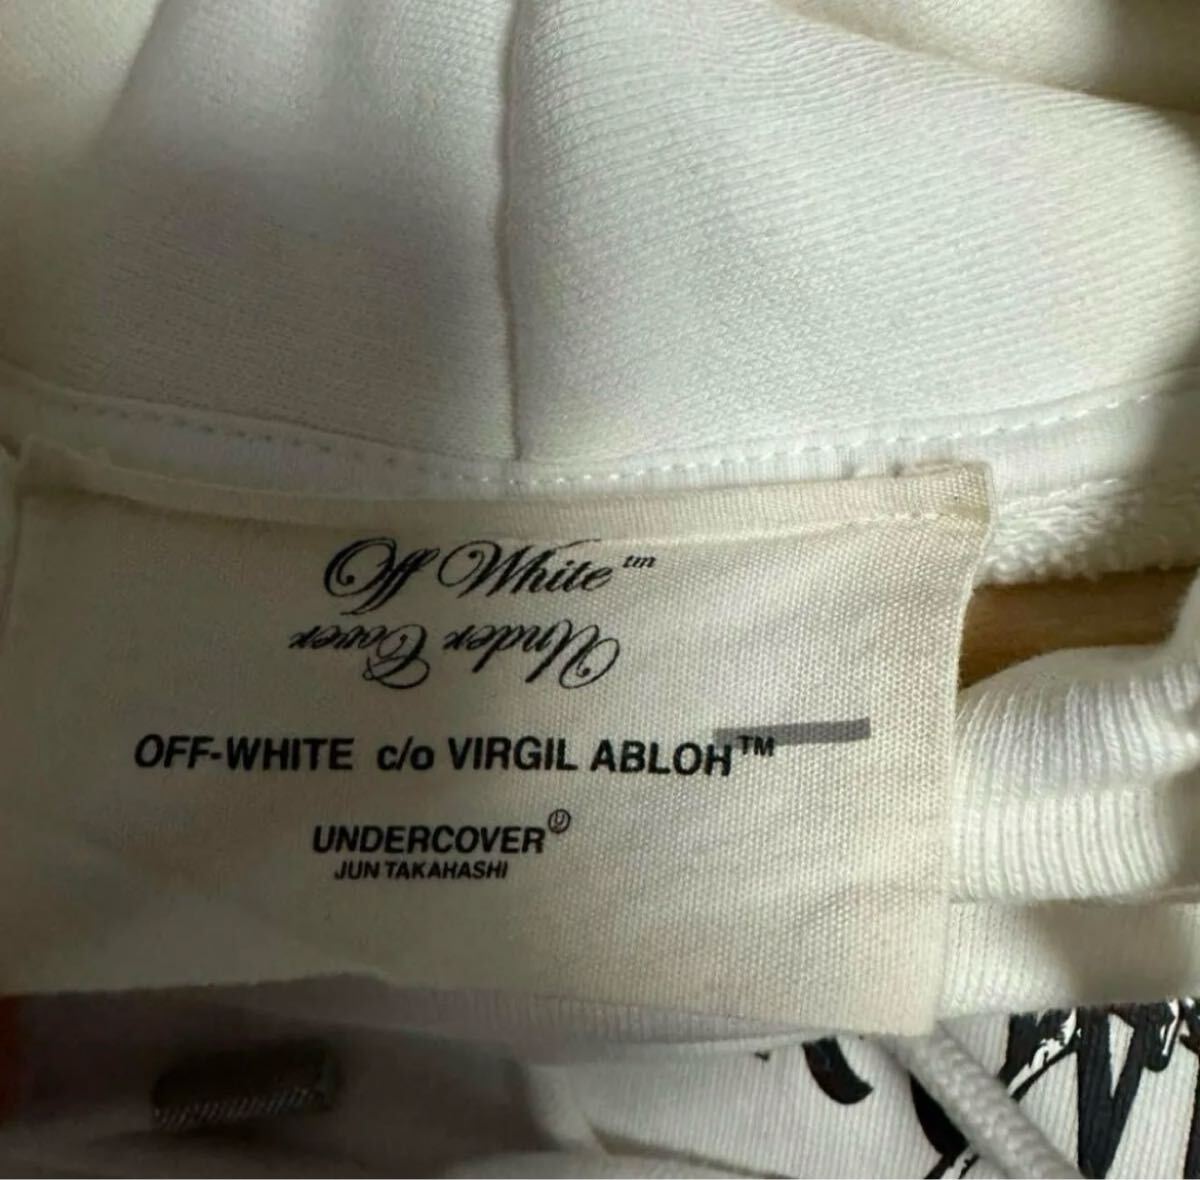 Off White™
Under Cover
OFF-WHITE c/o VIRGIL ABLOH™
UNDERCOVER Ⓤ
JUN TAKAHASHI